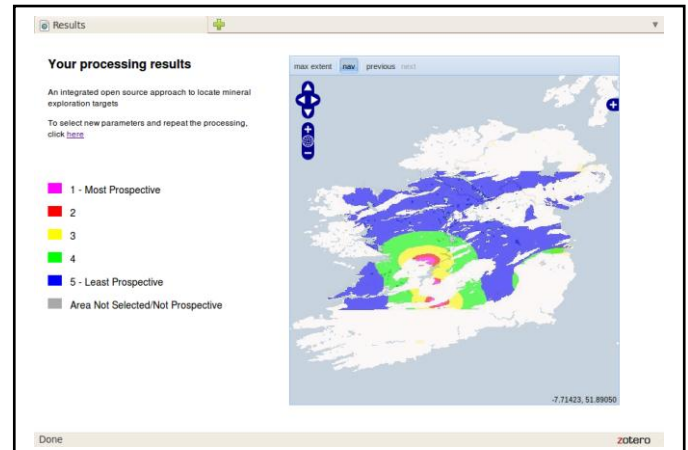 Results
Your processing results
An integrated open source approach to locate mineral
exploration targets
To select new parameters and repeat the processing,
click here
1 - Most Prospective
2
3
4
5 - Least Prospective
Area Not Selected/Not Prospective
max extent nav previous next
-7.71423, 51.89050
Done
zotero